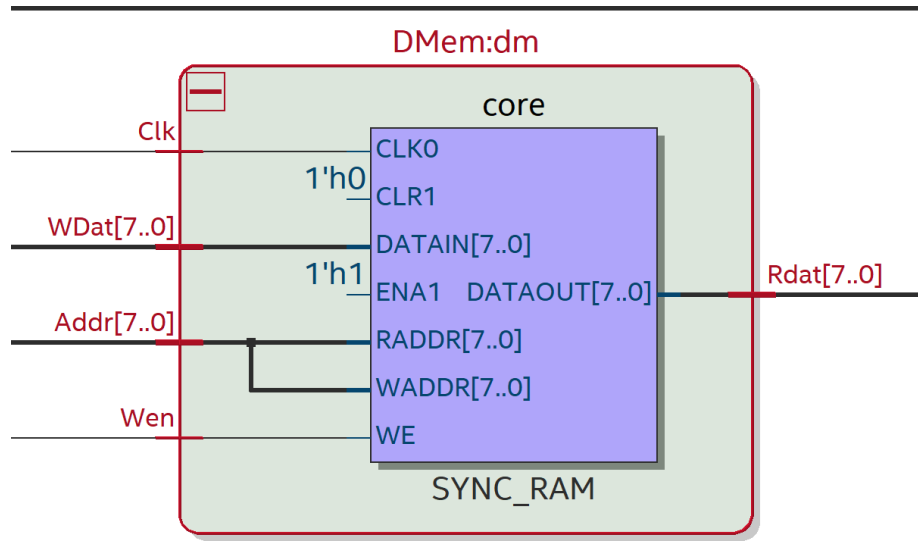 DMem:dm
core
Clk
CLK0
1'h0
CLR1
WDat[7..0]
DATAIN[7..0]
1'h1
ENA1 DATAOUT[7..0]
Rdat[7..0]
Addr[7..0]
RADDR[7..0]
WADDR[7..0]
Wen
WE
SYNC_RAM